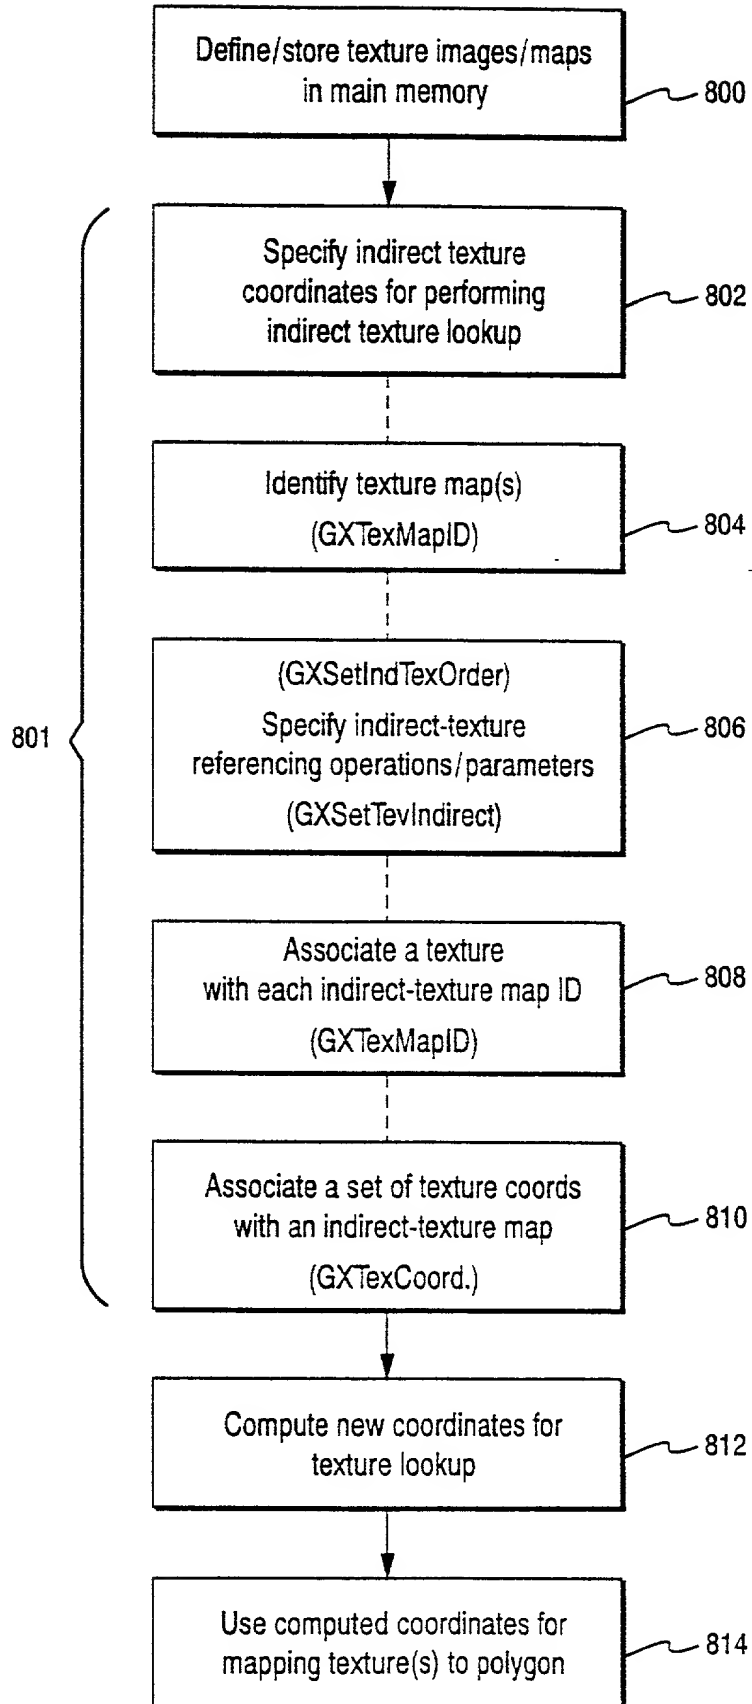 Define/store texture images/maps
in main memory
800
Specify indirect texture
coordinates for performing
indirect texture lookup
802
Identify texture map(s)
(GXTexMapID)
804
801
(GXSetIndTexOrder)
Specify indirect-texture
referencing operations/parameters
(GXSetTevIndirect)
806
Associate a texture
with each indirect-texture map ID
(GXTexMapID)
808
Associate a set of texture coords
with an indirect-texture map
(GXTexCoord.)
810
Compute new coordinates for
texture lookup
812
Use computed coordinates for
mapping texture(s) to polygon
814